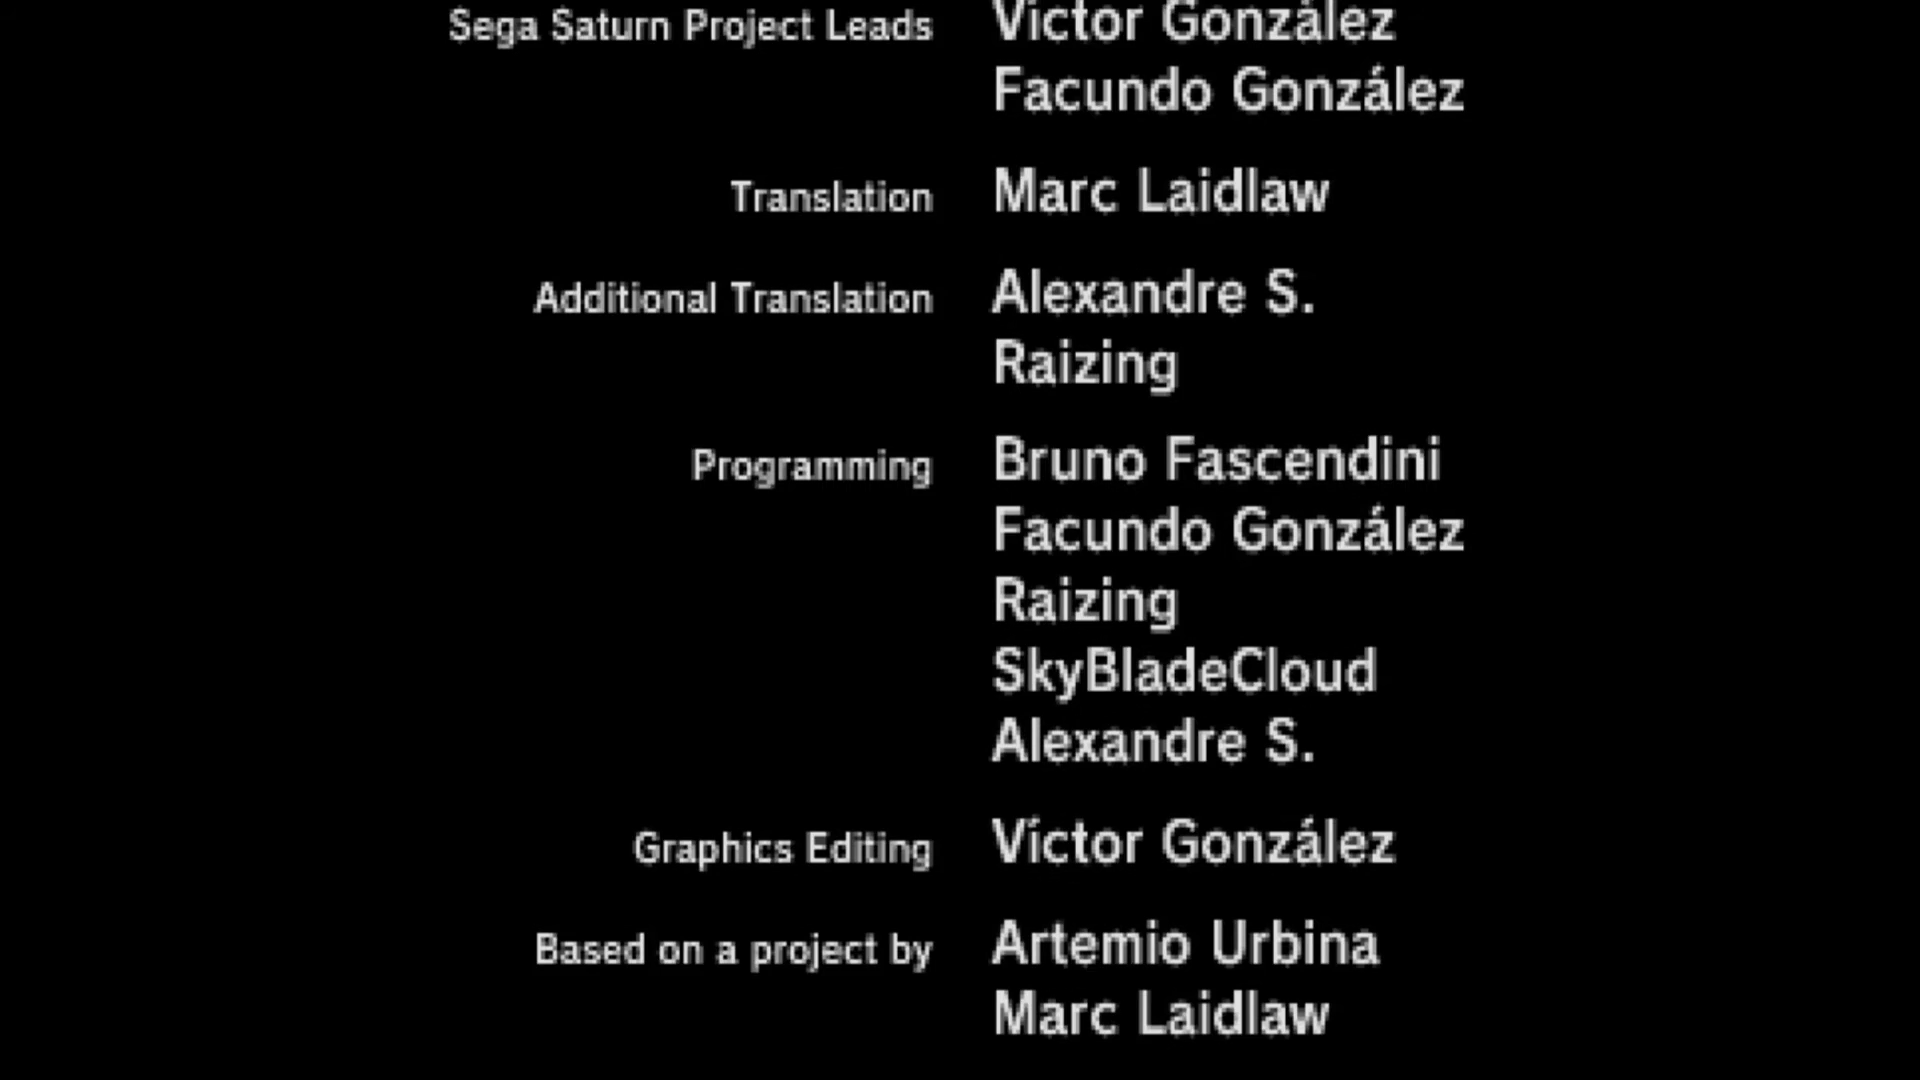 Sega Saturn Project Leads Víctor González
Facundo González
Translation Marc Laidlaw
Additional Translation Alexandre S.
Raizing
Programming Bruno Fascendini
Facundo González
Raizing
SkyBladeCloud
Alexandre S.
Graphics Editing Víctor González
Based on a project by Artemio Urbina
Marc Laidlaw